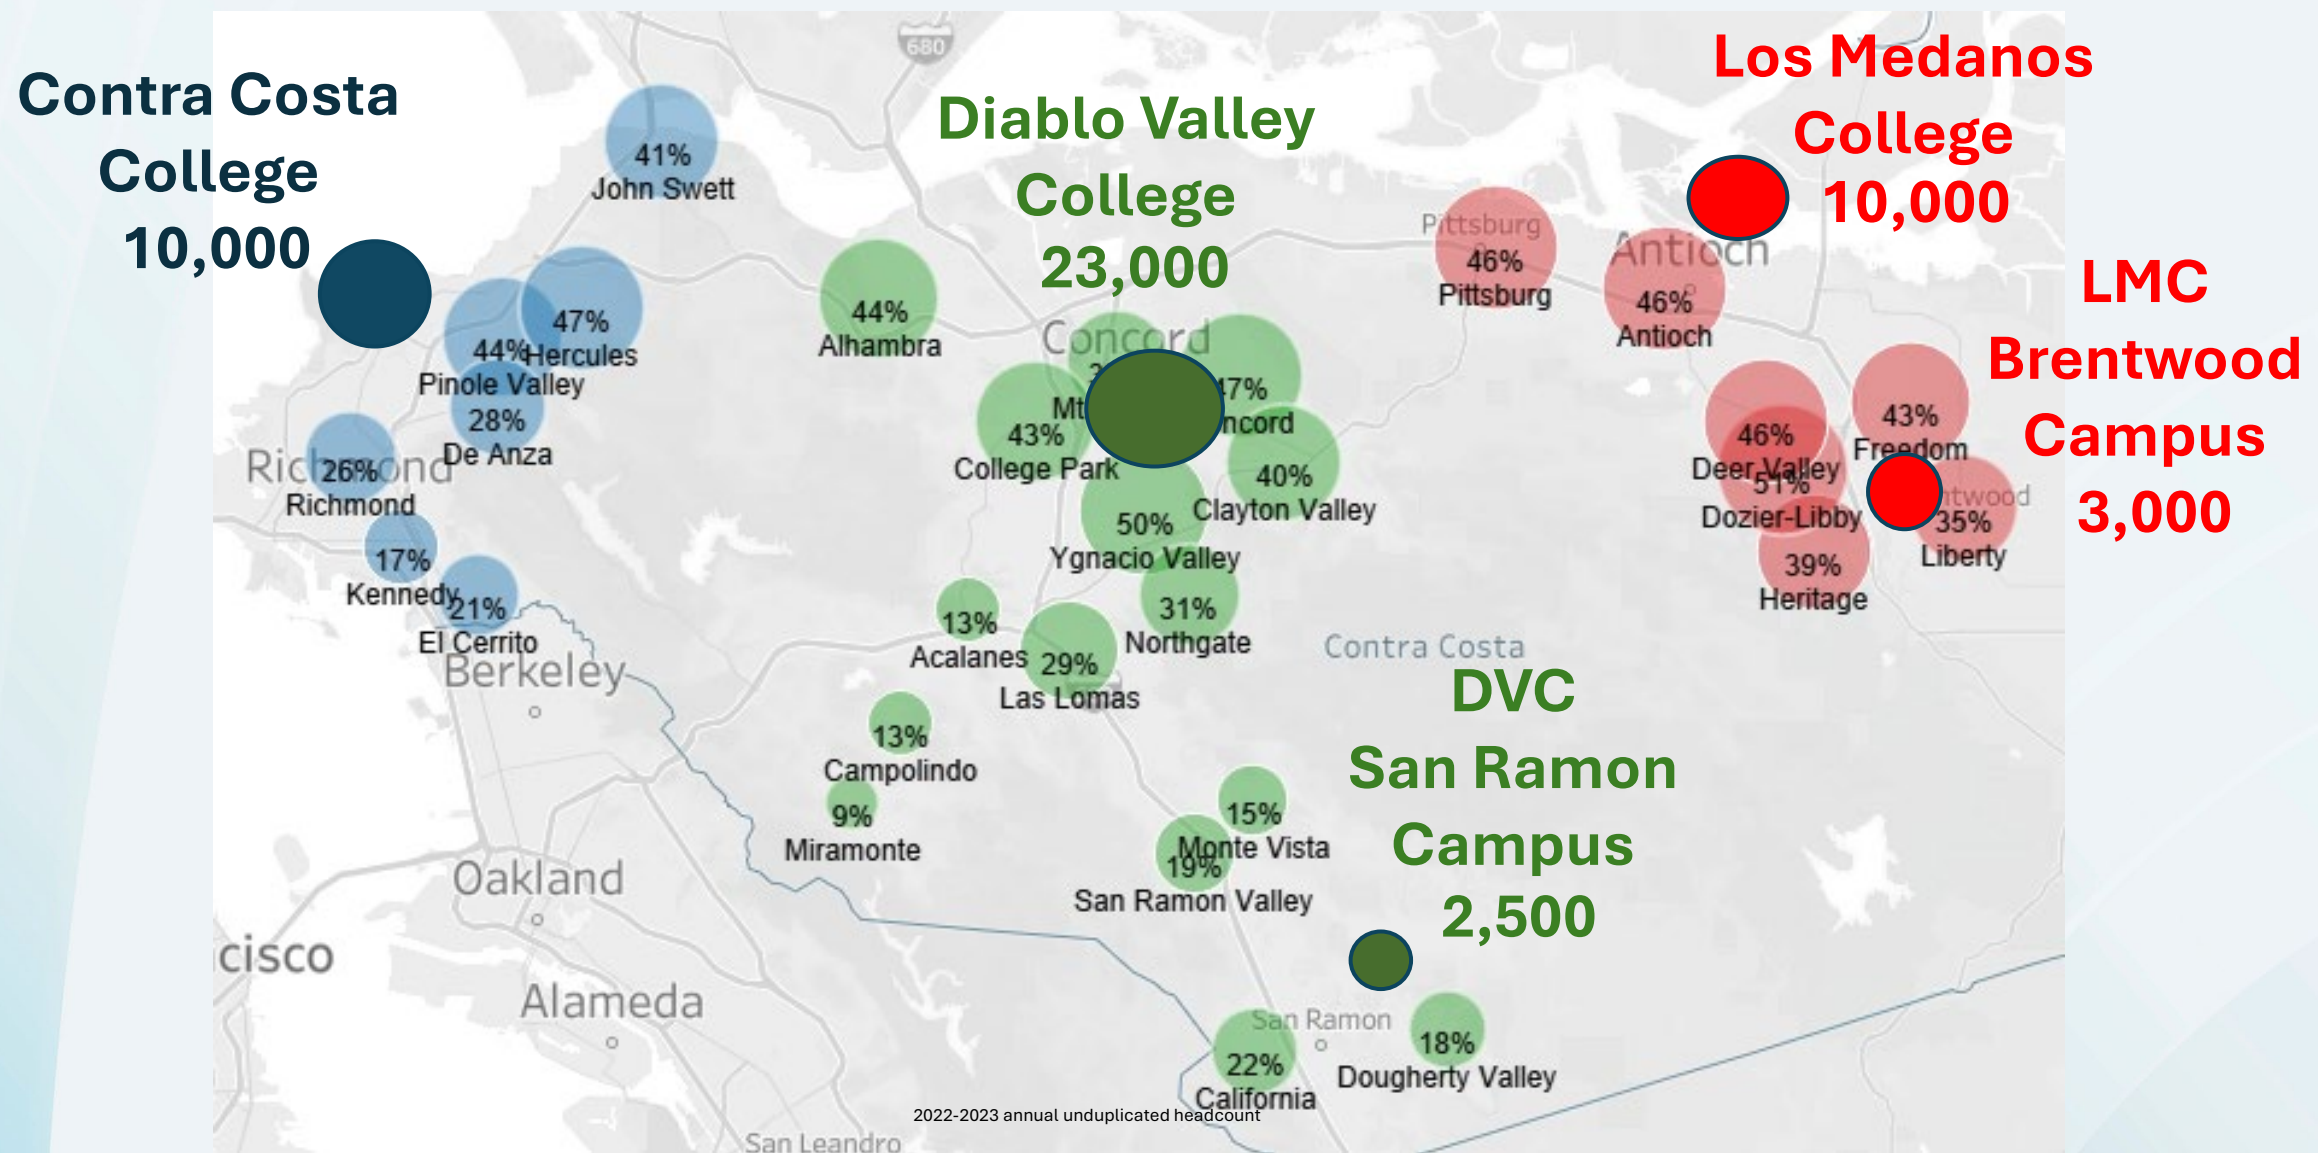 Contra Costa
College
10,000
Diablo Valley
College
23,000
Los Medanos
College
10,000
LMC
Brentwood
Campus
3,000
DVC
San Ramon
Campus
2,500
680
41%
John Swett
47%
Hercules
44%
Pinole Valley
28%
De Anza
Richmond
26%
Richmond
17%
Kennedy
21%
El Cerrito
Berkeley
44%
Alhambra
Concord
Mt
47%
ncord
43%
College Park
40%
Clayton Valley
50%
Ygnacio Valley
31%
Northgate
13%
Acalanes
29%
Las Lomas
13%
Campolindo
9%
Miramonte
15%
Monte Vista
19%
San Ramon Valley
Pittsburg
46%
Pittsburg
Antioch
46%
Antioch
46%
Deer Valley
51%
Dozier-Libby
43%
Freedom
ntwood
35%
Liberty
39%
Heritage
Contra Costa
Oakland
cisco
Alameda
San Ramon
18%
Dougherty Valley
22%
California
2022-2023 annual unduplicated headcount
San Leandro